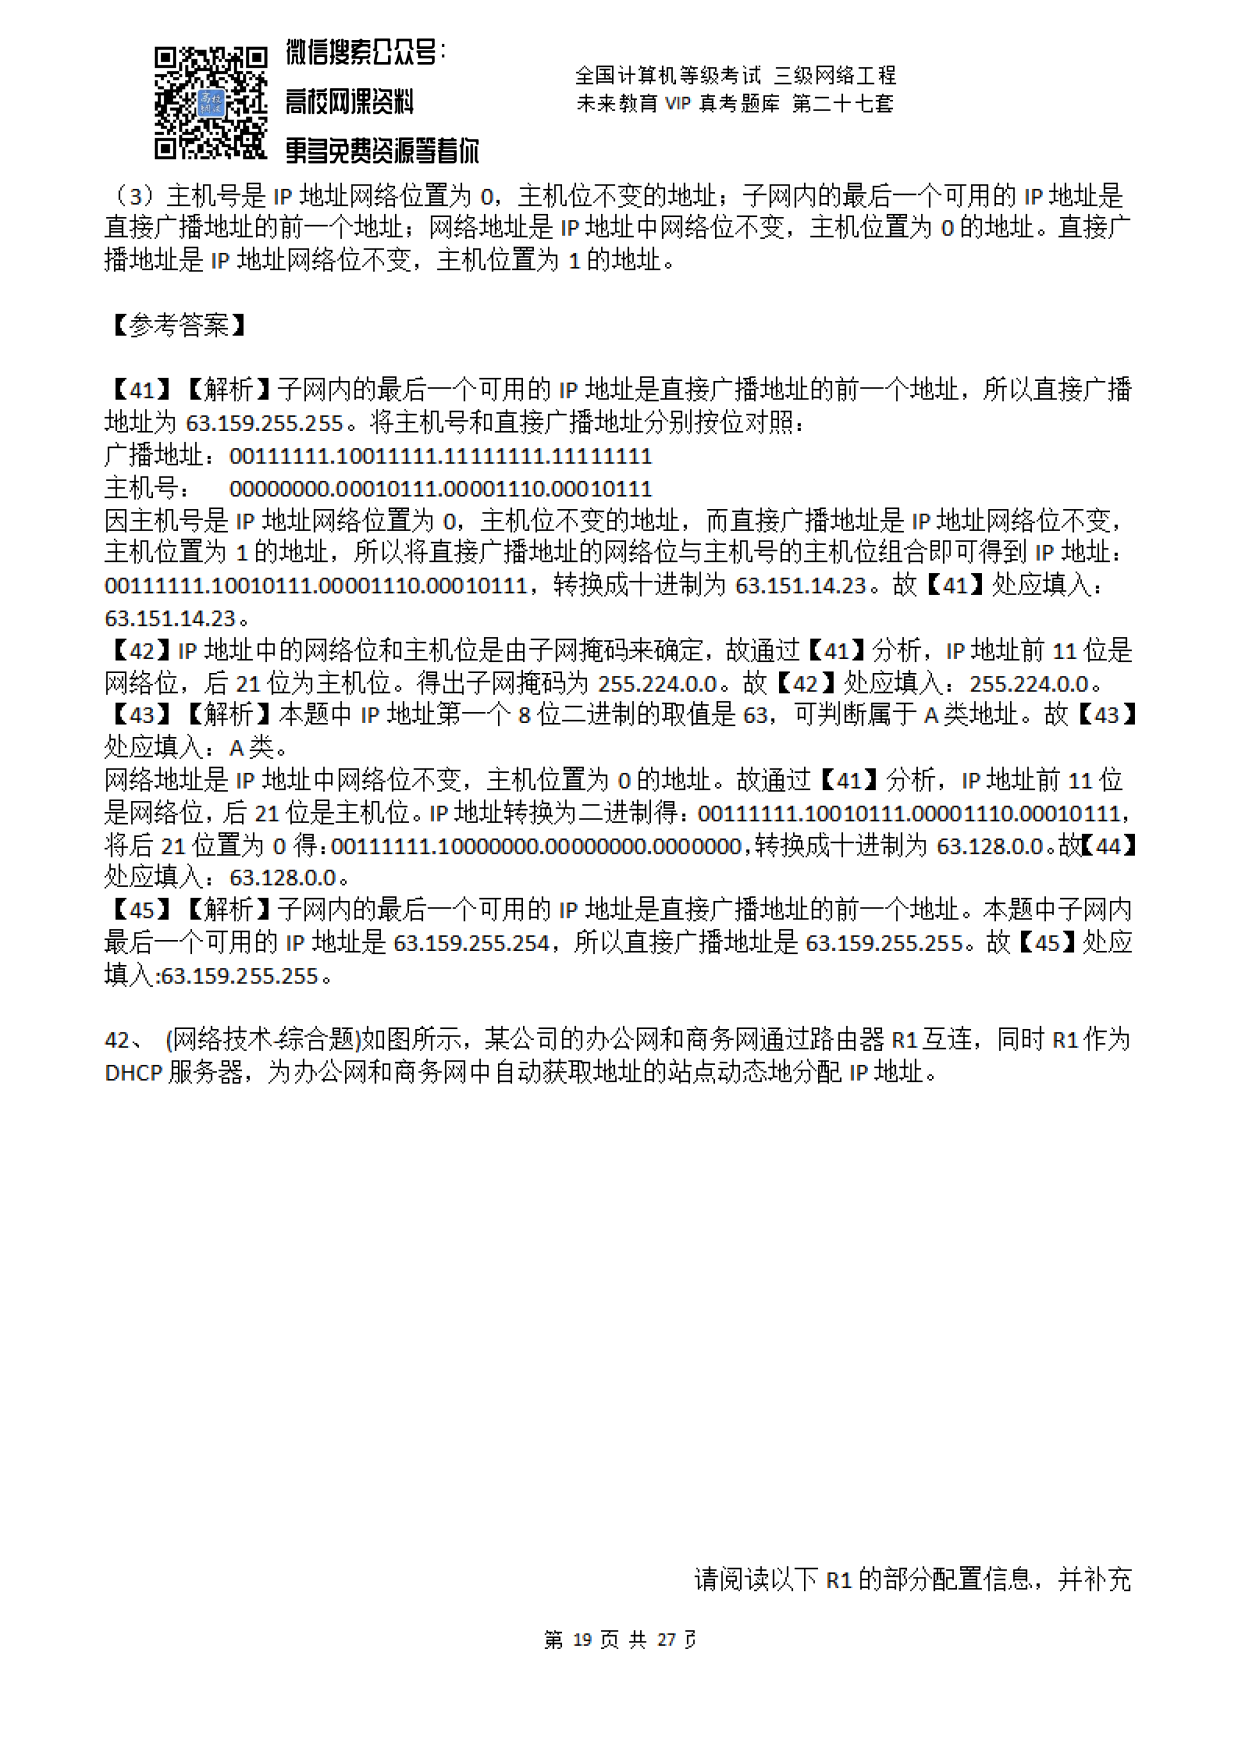 微信搜索公众号：
高校网课资料
更多免费资源等着你
全国计算机等级考试 三级网络工程
未来教育 VIP 真考题库 第二十七套
（3）主机号是 IP 地址网络位置为 0，主机位不变的地址；子网内的最后一个可用的 IP 地址是
直接广播地址的前一个地址；网络地址是 IP 地址中网络位不变，主机位置为 0 的地址。直接广
播地址是 IP 地址网络位不变，主机位置为 1 的地址。
【参考答案】
【41】【解析】子网内的最后一个可用的 IP 地址是直接广播地址的前一个地址，所以直接广播
地址为 63.159.255.255。将主机号和直接广播地址分别按位对照：
广播地址：00111111.10011111.11111111.11111111
主机号： 00000000.00010111.00001110.00010111
因主机号是 IP 地址网络位置为 0，主机位不变的地址，而直接广播地址是 IP 地址网络位不变，
主机位置为 1 的地址，所以将直接广播地址的网络位与主机号的主机位组合即可得到 IP 地址：
00111111.10010111.00001110.00010111，转换成十进制为 63.151.14.23。故【41】处应填入：
63.151.14.23。
【42】IP 地址中的网络位和主机位是由子网掩码来确定，故通过【41】分析，IP 地址前 11 位是
网络位，后 21 位为主机位。得出子网掩码为 255.224.0.0。故【42】处应填入：255.224.0.0。
【43】【解析】本题中 IP 地址第一个 8 位二进制的取值是 63，可判断属于 A 类地址。故【43】
处应填入：A 类。
网络地址是 IP 地址中网络位不变，主机位置为 0 的地址。故通过【41】分析，IP 地址前 11 位
是网络位，后 21 位是主机位。IP 地址转换为二进制得：00111111.10010111.00001110.00010111，
将后 21 位置为 0 得：00111111.10000000.00000000.0000000，转换成十进制为 63.128.0.0。故【44】
处应填入：63.128.0.0。
【45】【解析】子网内的最后一个可用的 IP 地址是直接广播地址的前一个地址。本题中子网内
最后一个可用的 IP 地址是 63.159.255.254，所以直接广播地址是 63.159.255.255。故【45】处应
填入:63.159.255.255。
42、 (网络技术-综合题)如图所示，某公司的办公网和商务网通过路由器 R1 互连，同时 R1 作为
DHCP 服务器，为办公网和商务网中自动获取地址的站点动态地分配 IP 地址。
请阅读以下 R1 的部分配置信息，并补充
第 19 页 共 27 页